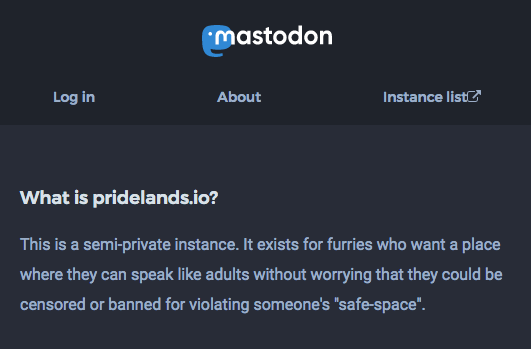 mastodon
Log in About Instance list
What is pridelands.io?
This is a semi-private instance. It exists for furries who want a place
where they can speak like adults without worrying that they could be
censored or banned for violating someone's "safe-space".